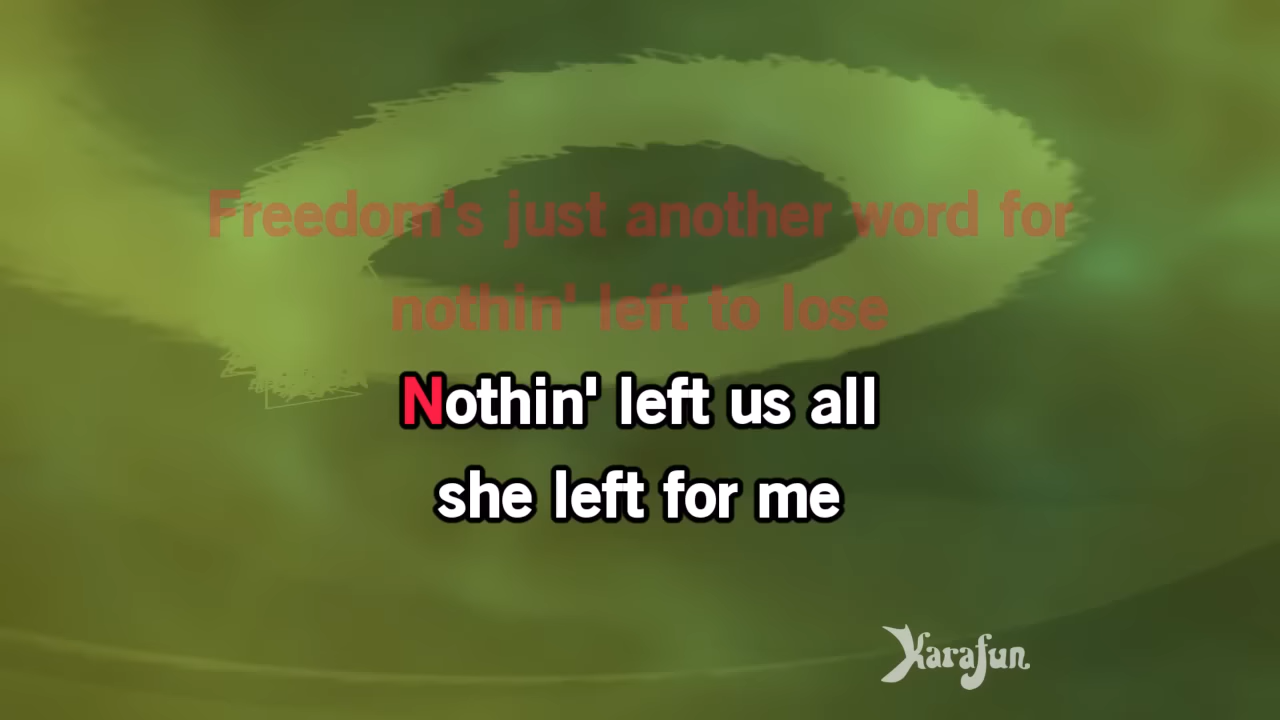 Freedom's just another word for
nothin' left to lose
Nothin' left us all
she left for me
Karafun